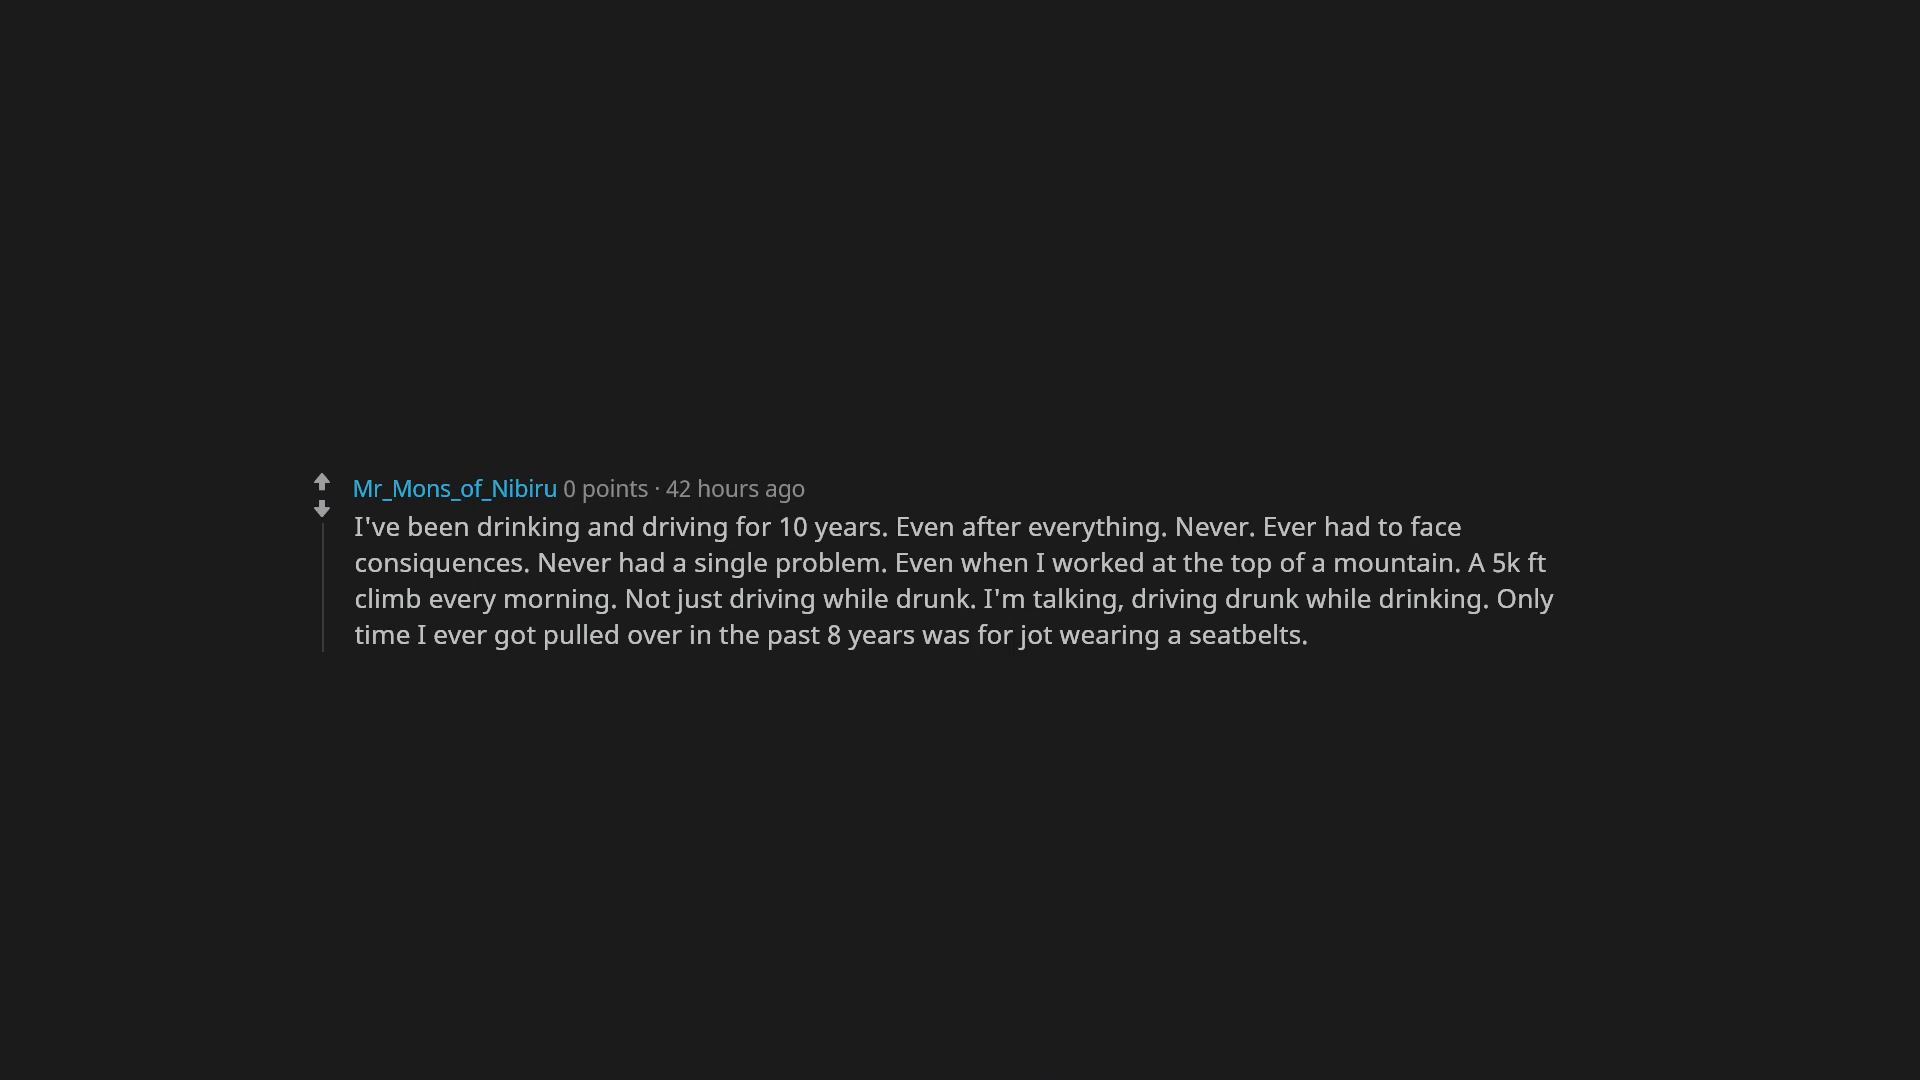 Mr_Mons_of_Nibiru 0 points · 42 hours ago
I've been drinking and driving for 10 years. Even after everything. Never. Ever had to face
consiquences. Never had a single problem. Even when I worked at the top of a mountain. A 5k ft
climb every morning. Not just driving while drunk. I'm talking, driving drunk while drinking. Only
time I ever got pulled over in the past 8 years was for jot wearing a seatbelts.